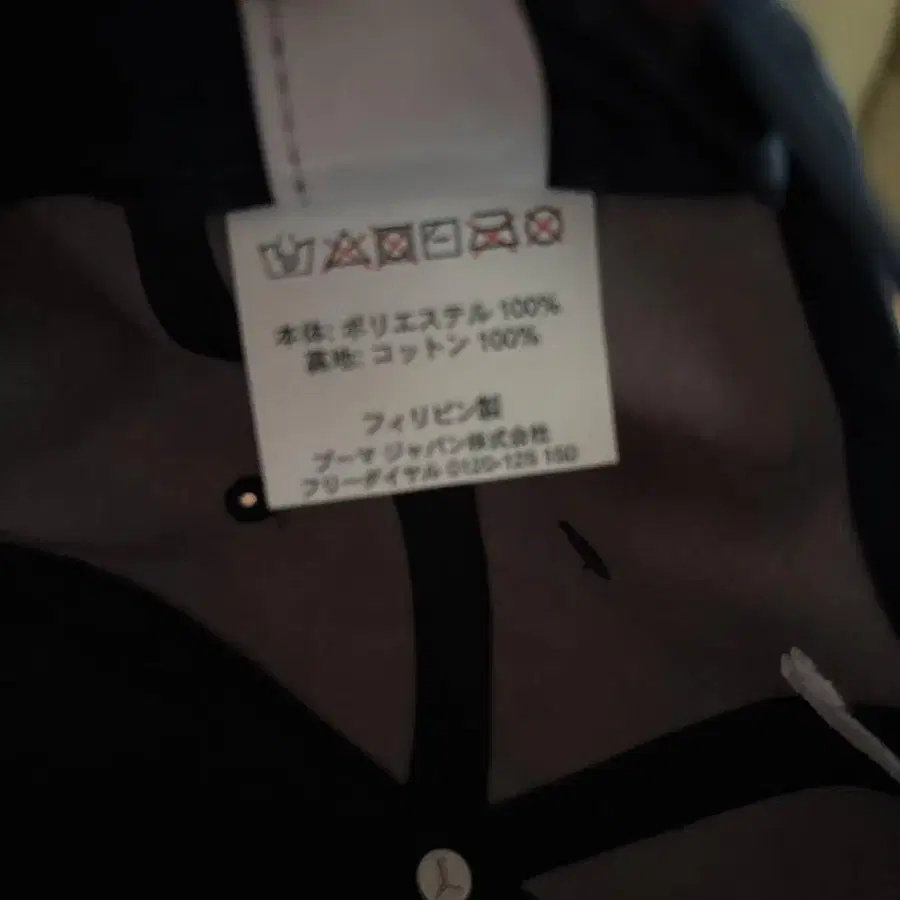 本体: ポリエステル 100%
裏地: コットン 100%
フィリピン製
プーマ ジャパン株式会社
フリーダイヤル 0120-125 150